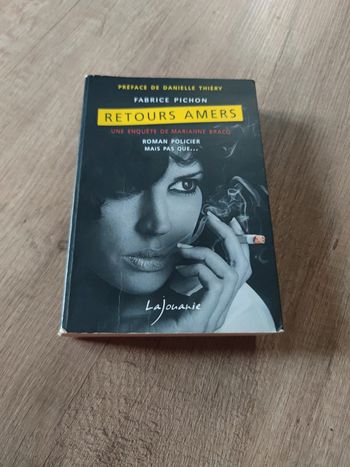 PRÉFACE DE DANIELLE THIÉRY
FABRICE PICHON
RETOURS AMERS
UNE ENQUÊTE DE MARIANNE BRACQ
ROMAN POLICIER
MAIS PAS QUE...
Lajouanie